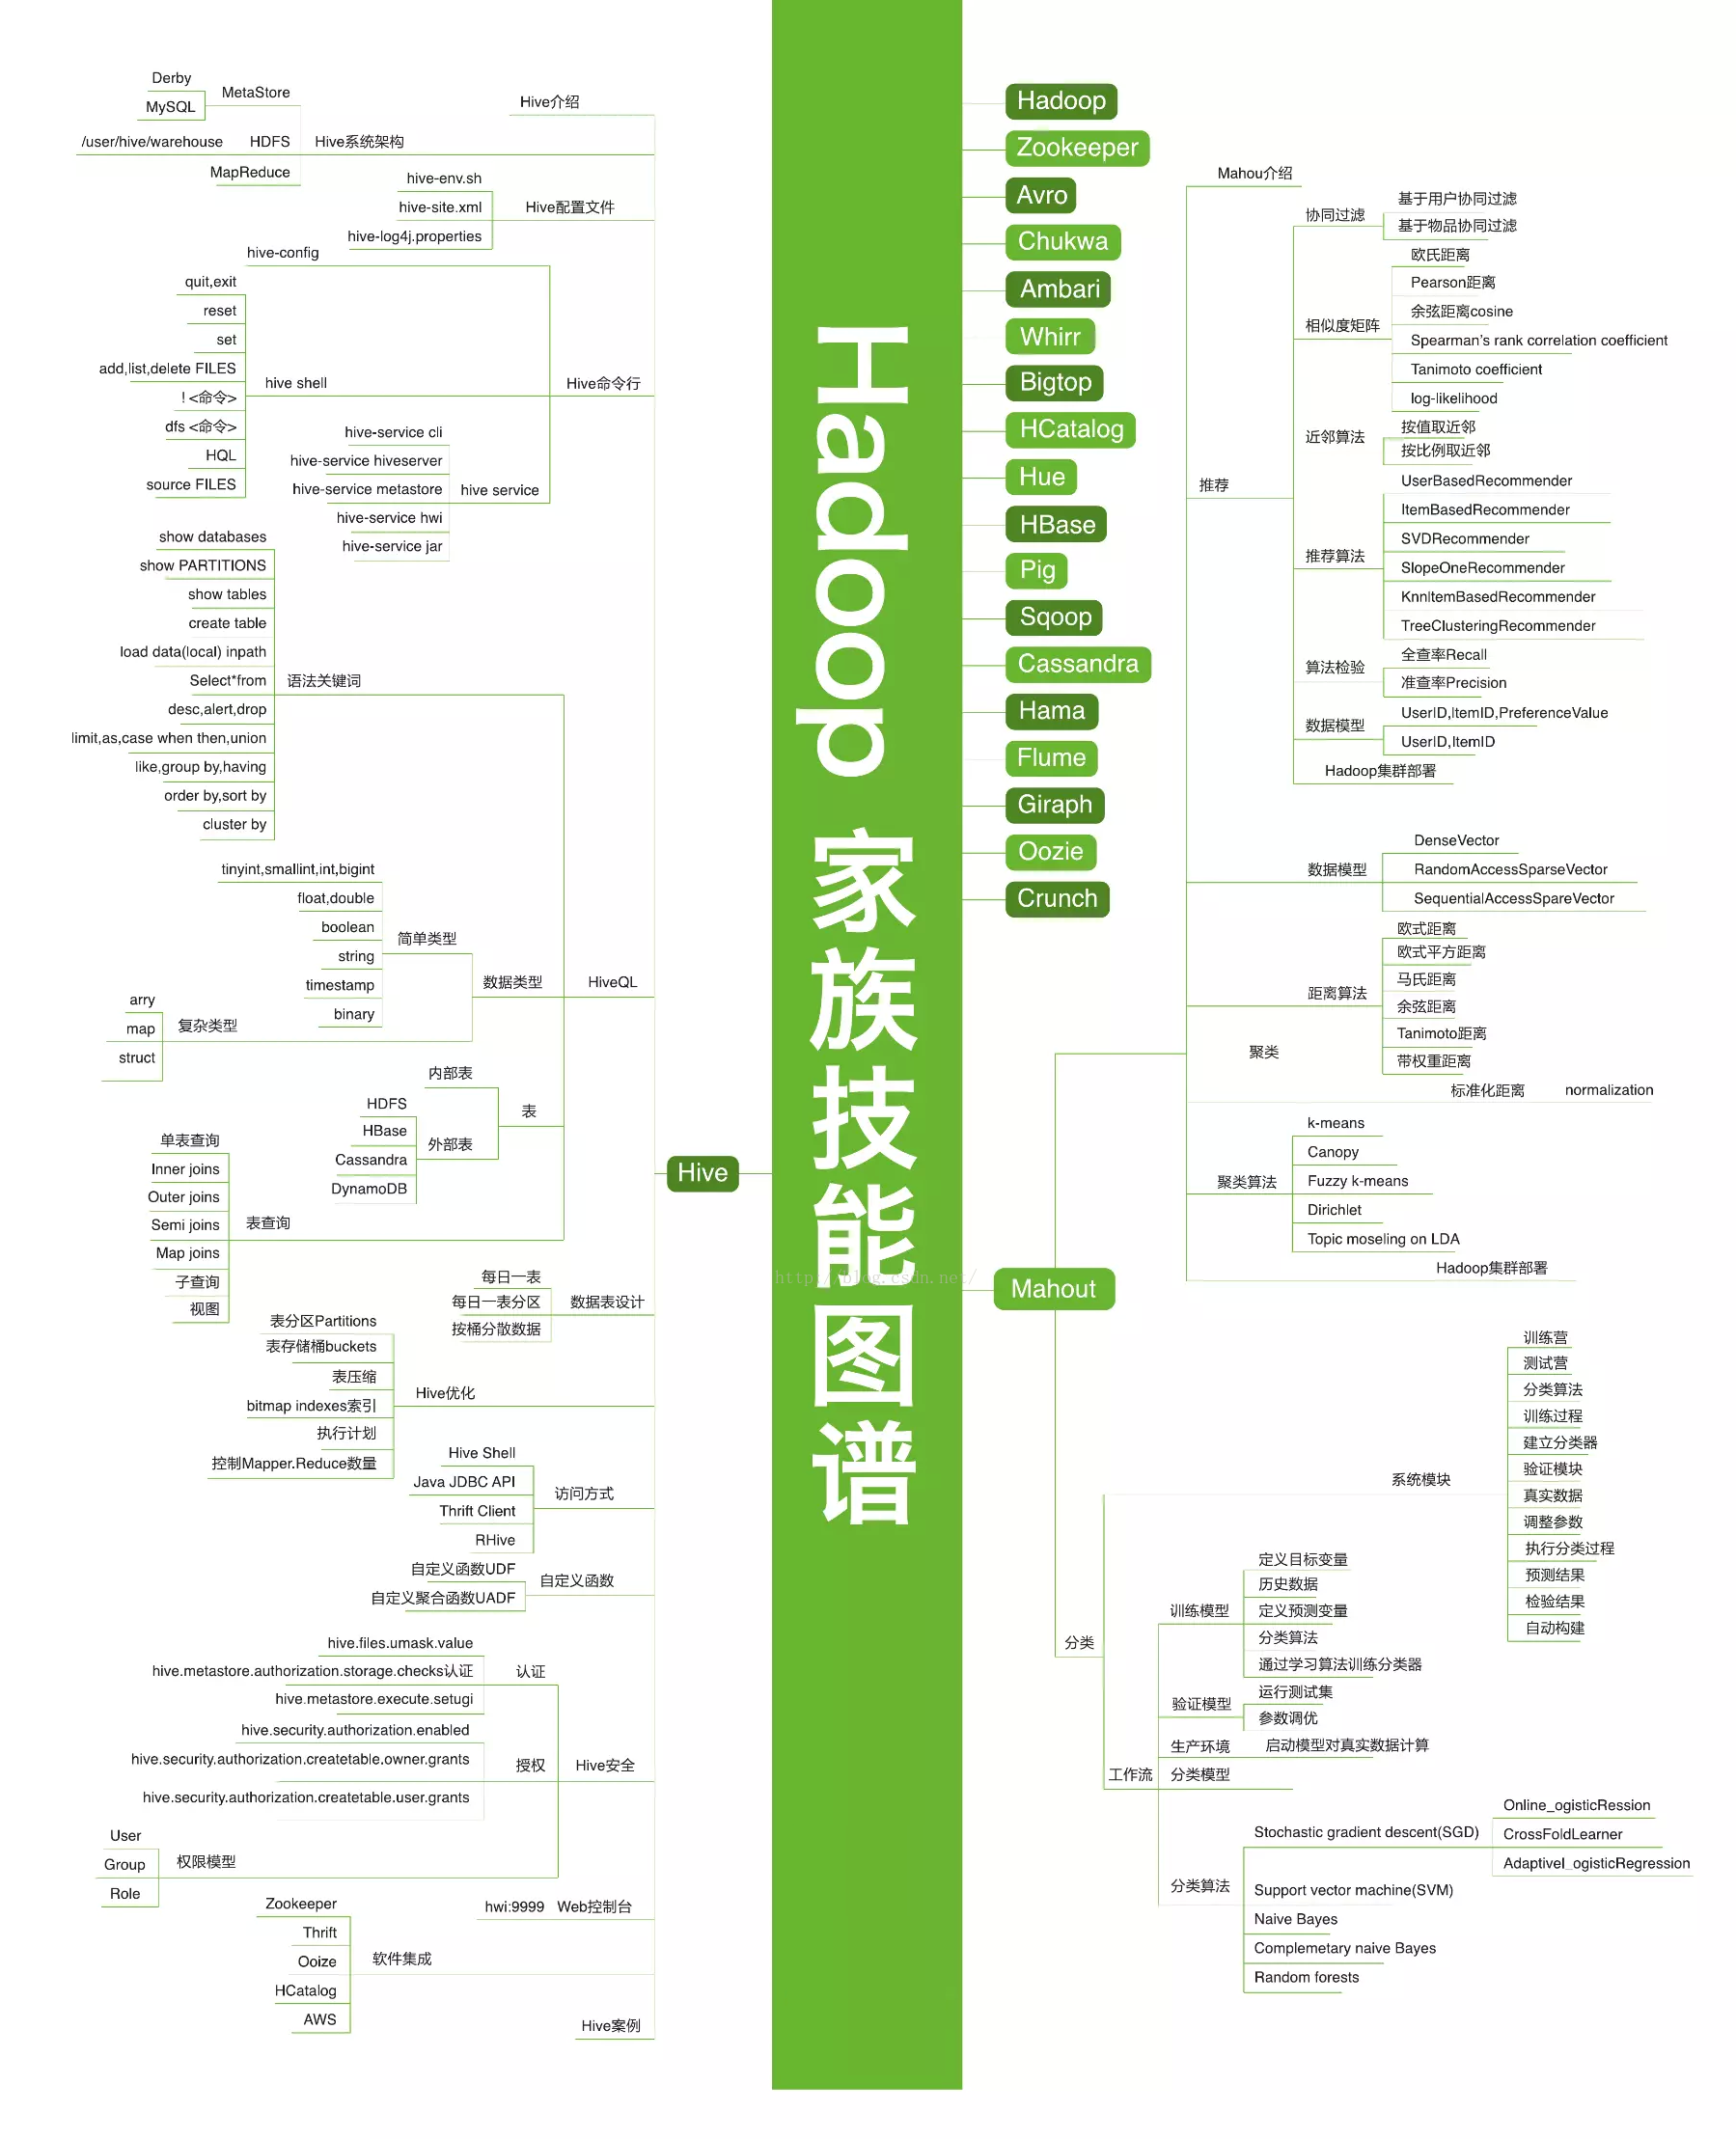 Hadoop 家族技能图谱
http://blog.csdn.net/
Hive
Hive介绍
Hive系统架构
MetaStore
Derby
MySQL
HDFS
/user/hive/warehouse
MapReduce
Hive配置文件
hive-env.sh
hive-site.xml
hive-log4j.properties
Hive命令行
hive-config
hive shell
quit,exit
reset
set
add,list,delete FILES
! <命令>
dfs <命令>
HQL
source FILES
hive service
hive-service cli
hive-service hiveserver
hive-service metastore
hive-service hwi
hive-service jar
HiveQL
语法关键词
show databases
show PARTITIONS
show tables
create table
load data(local) inpath
Select*from
desc,alert,drop
limit,as,case when then,union
like,group by,having
order by,sort by
cluster by
数据类型
简单类型
tinyint,smallint,int,bigint
float,double
boolean
string
timestamp
binary
复杂类型
arry
map
struct
表
内部表
外部表
HDFS
HBase
Cassandra
DynamoDB
表查询
单表查询
Inner joins
Outer joins
Semi joins
Map joins
子查询
视图
数据表设计
每日一表
每日一表分区
按桶分散数据
Hive优化
表分区Partitions
表存储桶buckets
表压缩
bitmap indexes索引
执行计划
控制Mapper.Reduce数量
访问方式
Hive Shell
Java JDBC API
Thrift Client
RHive
自定义函数
自定义函数UDF
自定义聚合函数UADF
Hive安全
认证
hive.files.umask.value
hive.metastore.authorization.storage.checks认证
hive.metastore.execute.setugi
授权
hive.security.authorization.enabled
hive.security.authorization.createtable.owner.grants
hive.security.authorization.createtable.user.grants
权限模型
User
Group
Role
Web控制台
hwi:9999
软件集成
Zookeeper
Thrift
Ooize
HCatalog
AWS
Hive案例
Hadoop
Zookeeper
Avro
Chukwa
Ambari
Whirr
Bigtop
HCatalog
Hue
HBase
Pig
Sqoop
Cassandra
Hama
Flume
Giraph
Oozie
Crunch
Mahout
Mahou介绍
推荐
协同过滤
基于用户协同过滤
基于物品协同过滤
相似度矩阵
欧氏距离
Pearson距离
余弦距离cosine
Spearman's rank correlation coefficient
Tanimoto coefficient
log-likelihood
近邻算法
按值取近邻
按比例取近邻
推荐算法
UserBasedRecommender
ItemBasedRecommender
SVDRecommender
SlopeOneRecommender
KnnItemBasedRecommender
TreeClusteringRecommender
算法检验
全查率Recall
准查率Precision
数据模型
UserID,ItemID,PreferenceValue
UserID,ItemID
Hadoop集群部署
聚类
数据模型
DenseVector
RandomAccessSparseVector
SequentialAccessSpareVector
距离算法
欧式距离
欧式平方距离
马氏距离
余弦距离
Tanimoto距离
带权重距离
标准化距离
normalization
聚类算法
k-means
Canopy
Fuzzy k-means
Dirichlet
Topic moseling on LDA
Hadoop集群部署
分类
系统模块
训练营
测试营
分类算法
训练过程
建立分类器
验证模块
真实数据
调整参数
执行分类过程
预测结果
检验结果
自动构建
工作流
训练模型
定义目标变量
历史数据
定义预测变量
分类算法
通过学习算法训练分类器
验证模型
运行测试集
参数调优
生产环境
启动模型对真实数据计算
分类模型
分类算法
Stochastic gradient descent(SGD)
Online_ogisticRession
CrossFoldLearner
Adaptivel_ogisticRegression
Support vector machine(SVM)
Naive Bayes
Complemetary naive Bayes
Random forests